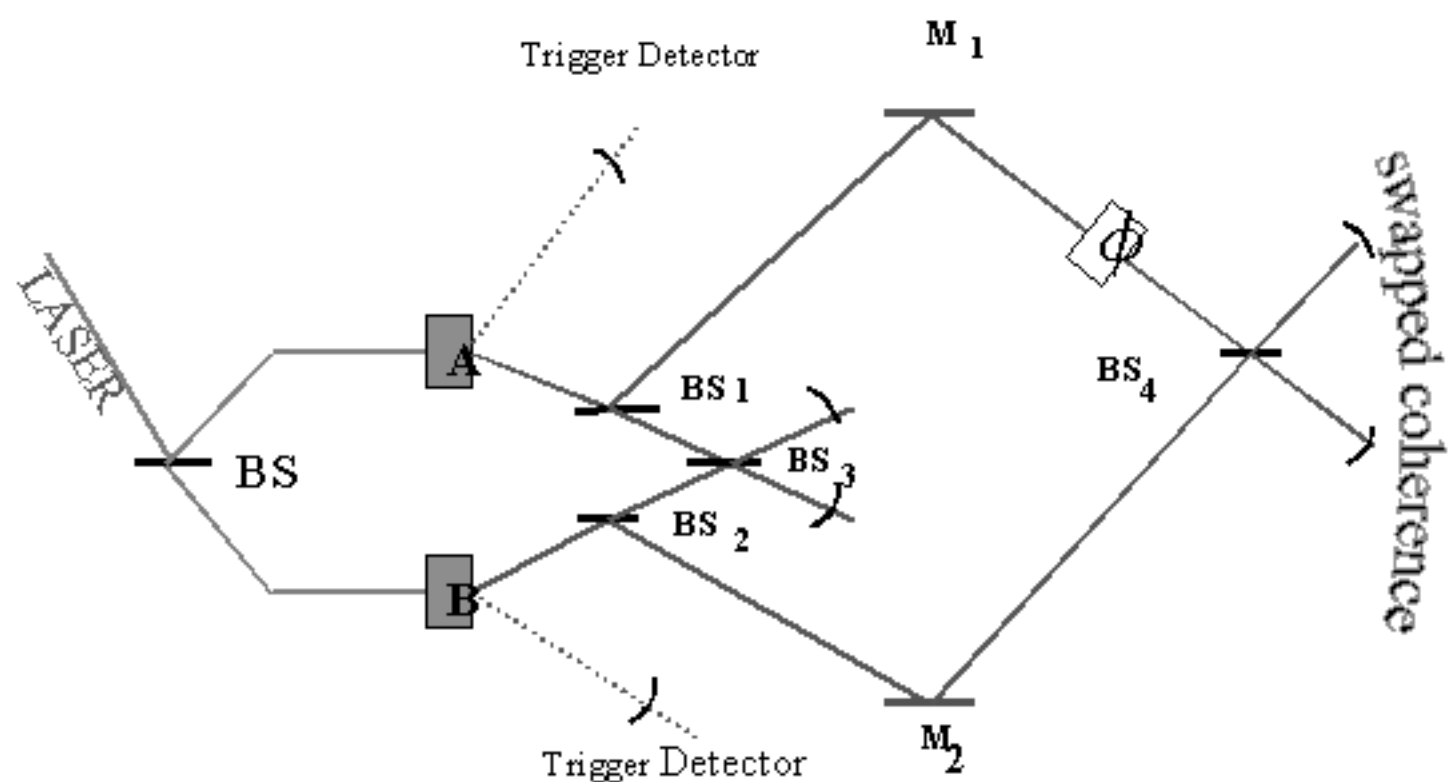 M 1
Trigger Detector
LASER
A
ϕ
swapped coherence
BS
BS 1
BS 4
BS 3
BS 2
B
M 2
Trigger Detector